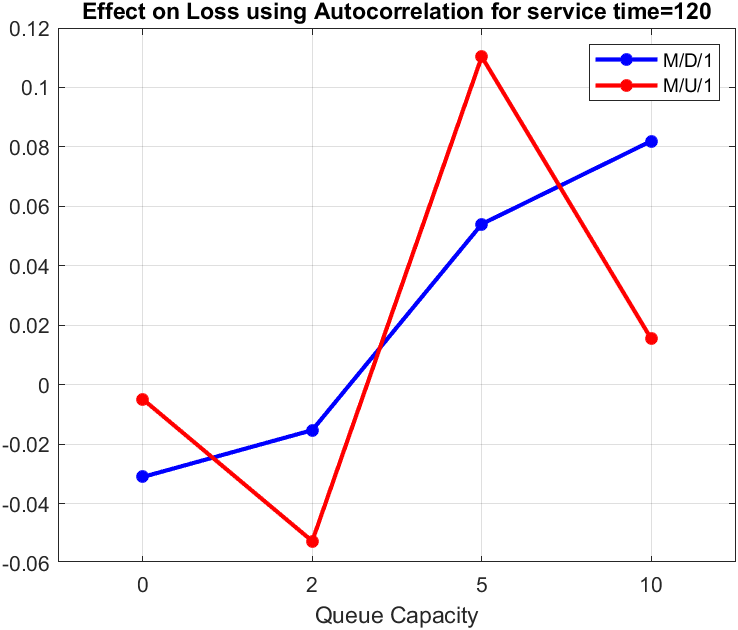 Effect on Loss using Autocorrelation for service time=120
0.12
0.1
0.08
0.06
0.04
0.02
0
-0.02
-0.04
-0.06
M/D/1
M/U/1
0 2 5 10
Queue Capacity